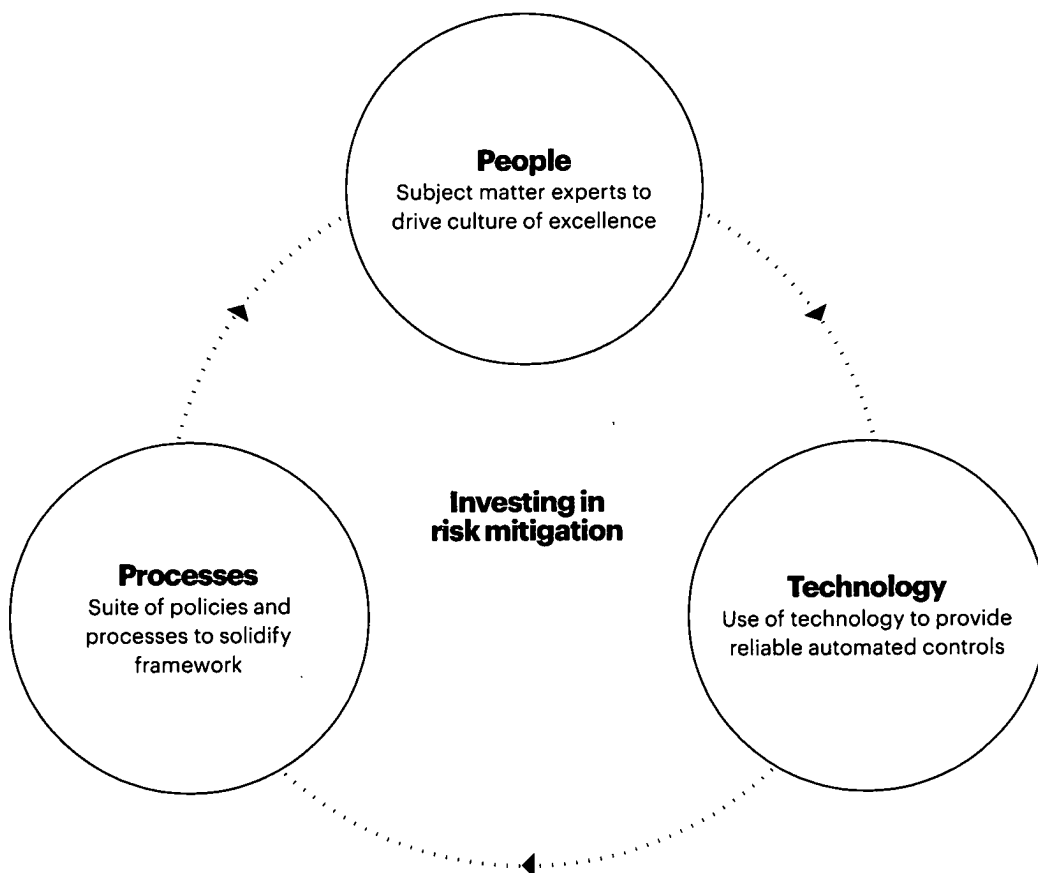 People
Subject matter experts to
drive culture of excellence
Investing in
risk mitigation
Processes
Suite of policies and
processes to solidify
framework
Technology
Use of technology to provide
reliable automated controls